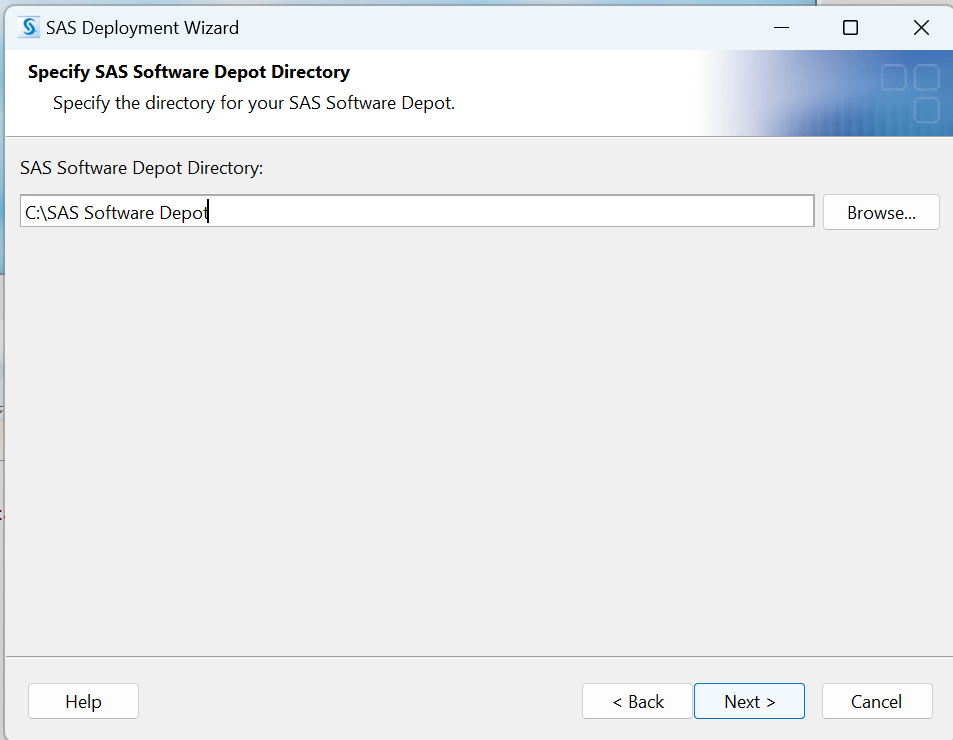 SAS Deployment Wizard
Specify SAS Software Depot Directory
Specify the directory for your SAS Software Depot.
SAS Software Depot Directory:
C:\SAS Software Depot
Browse...
Help
< Back
Next >
Cancel